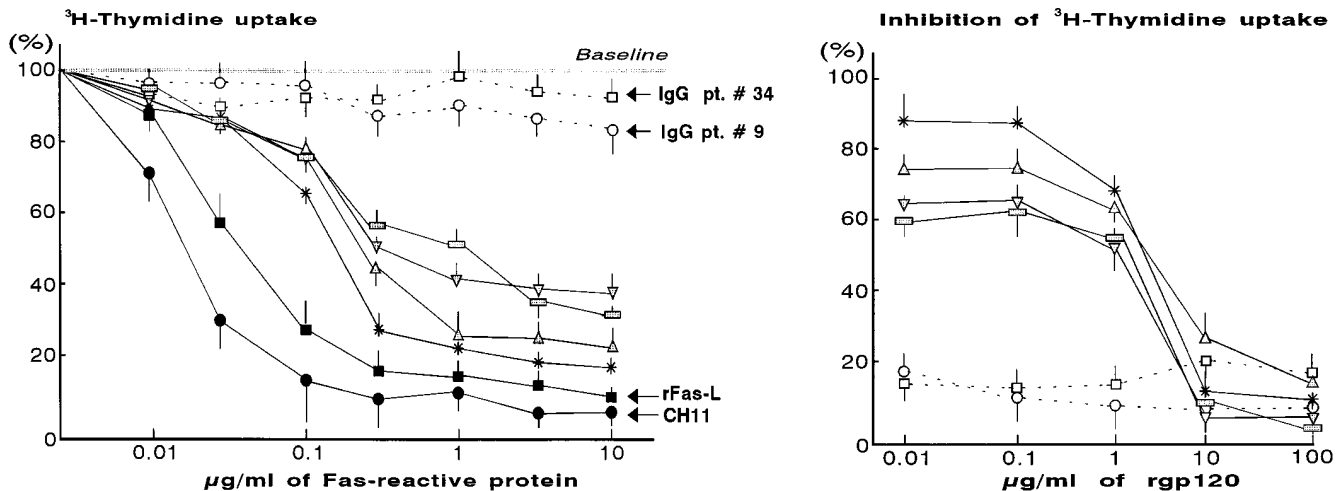 ³H-Thymidine uptake
(%)
Baseline
100
80
60
40
20
0
IgG pt. # 34
IgG pt. # 9
rFas-L
CH11
0.01
0.1
1
10
µg/ml of Fas-reactive protein
Inhibition of ³H-Thymidine uptake
(%)
100
80
60
40
20
0
0.01
0.1
1
10
100
µg/ml of rgp120